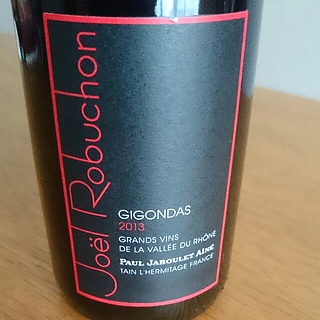 Joël Robuchon
GIGONDAS
2013
GRANDS VINS
DE LA VALLÉE DU RHÔNE
PAUL JABOULET AÎNÉ
TAIN L'HERMITAGE FRANCE